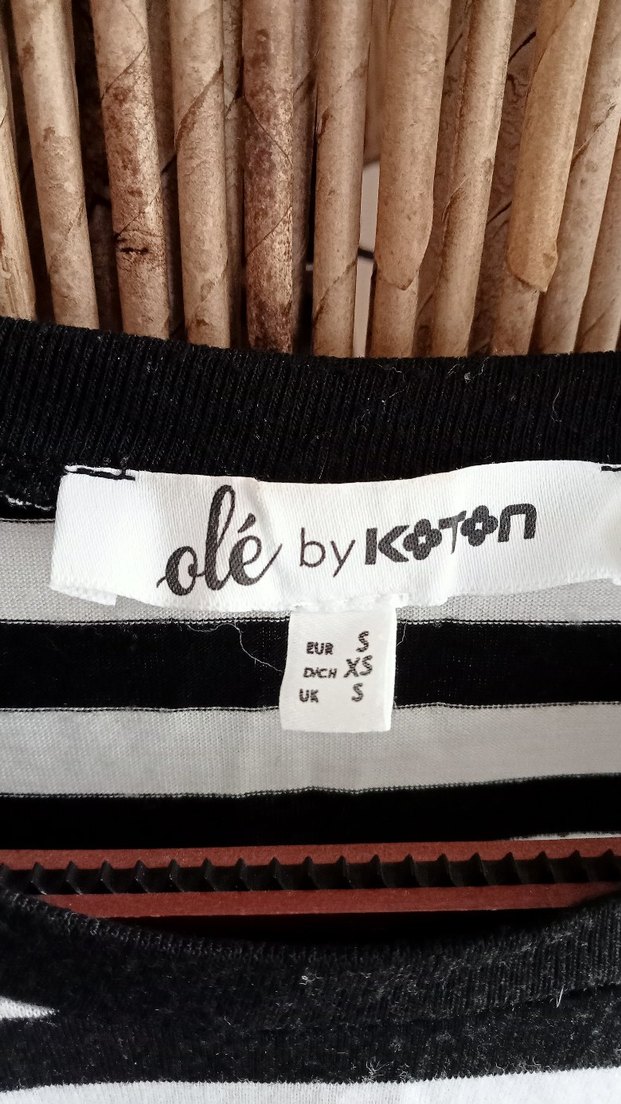 olé by KOTON
EUR S
D/CH XS
UK S